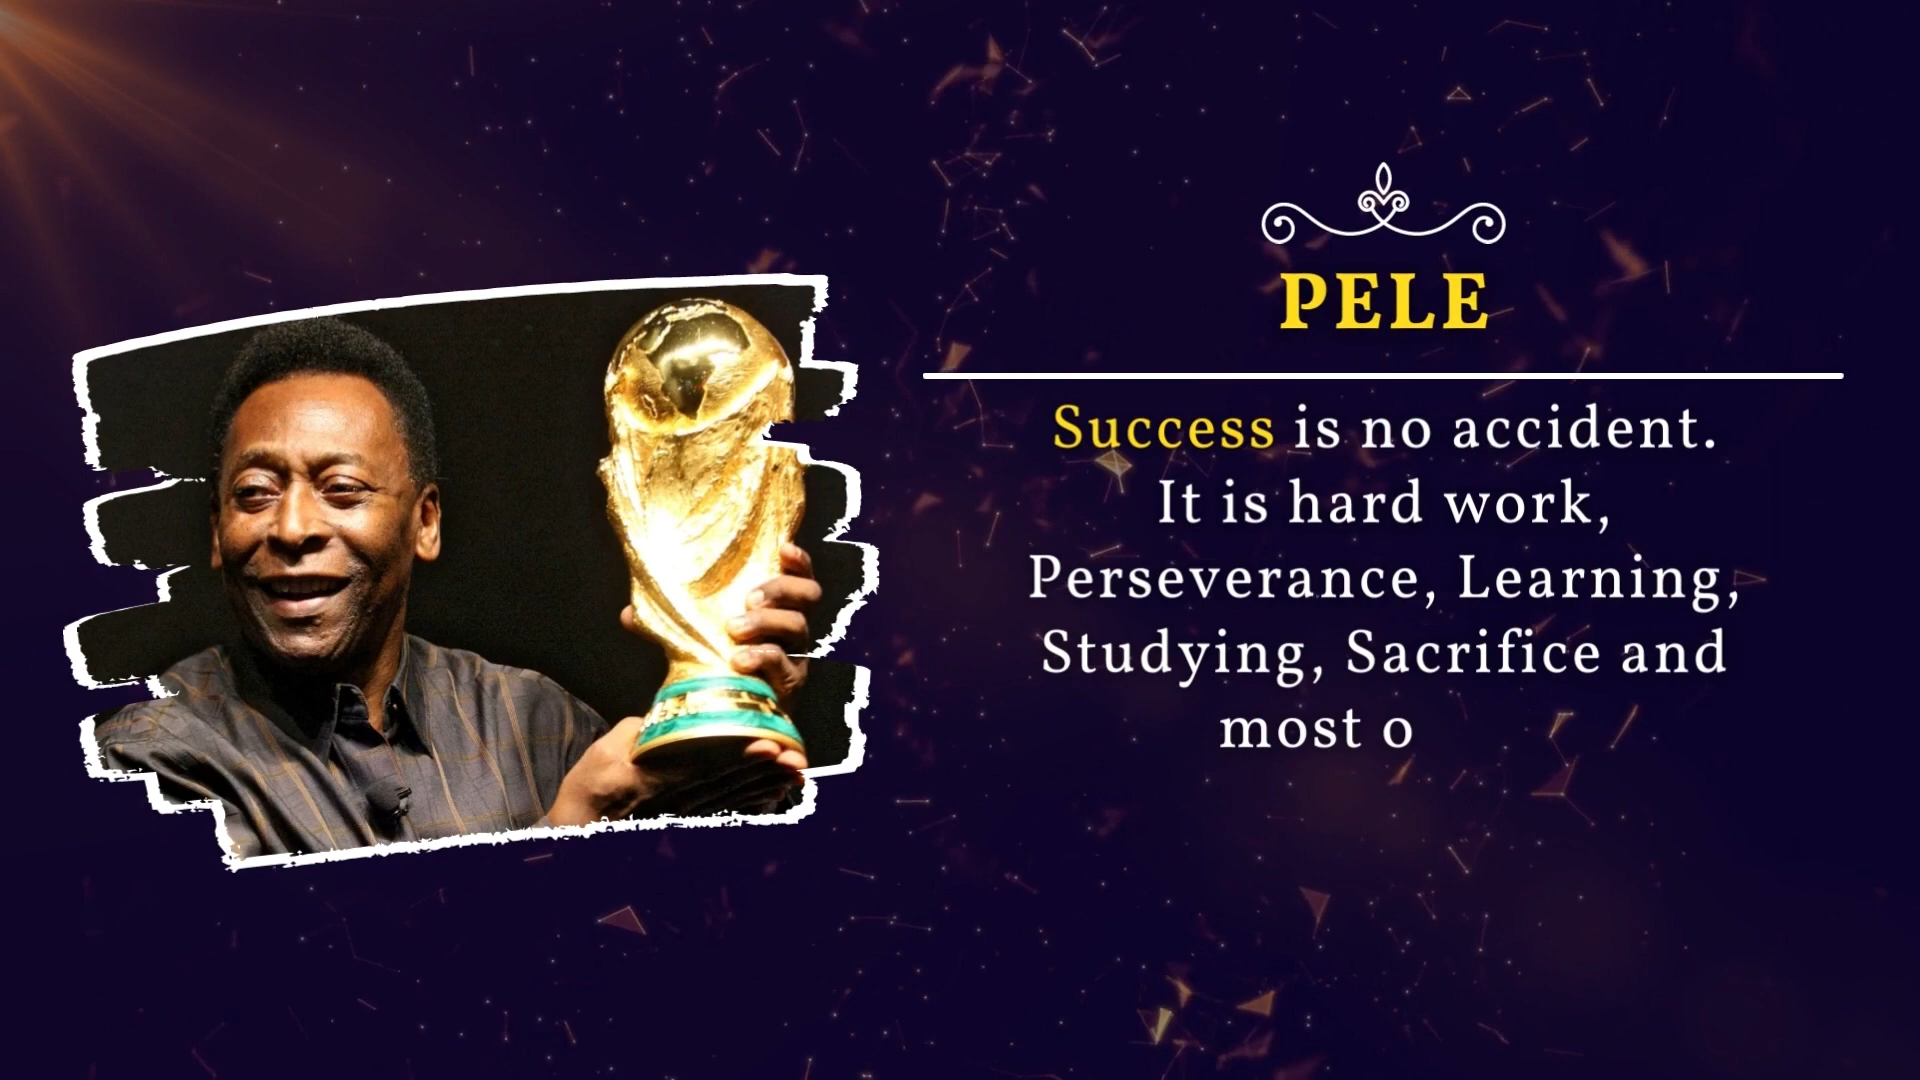 PELE
Success is no accident.
It is hard work,
Perseverance, Learning,
Studying, Sacrifice and
most o